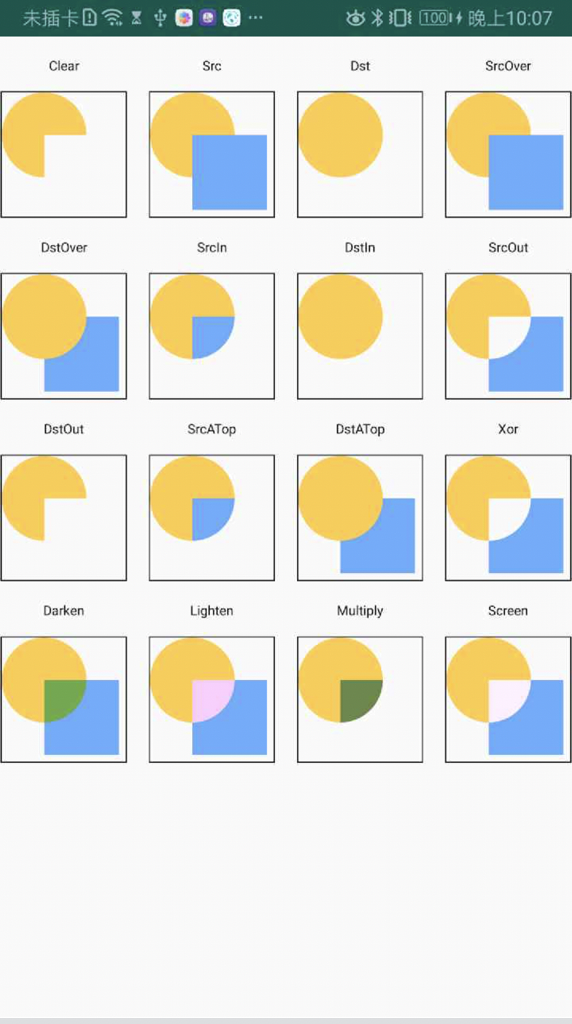 未插卡 100 晚上10:07
Clear Src Dst SrcOver
DstOver SrcIn DstIn SrcOut
DstOut SrcATop DstATop Xor
Darken Lighten Multiply Screen